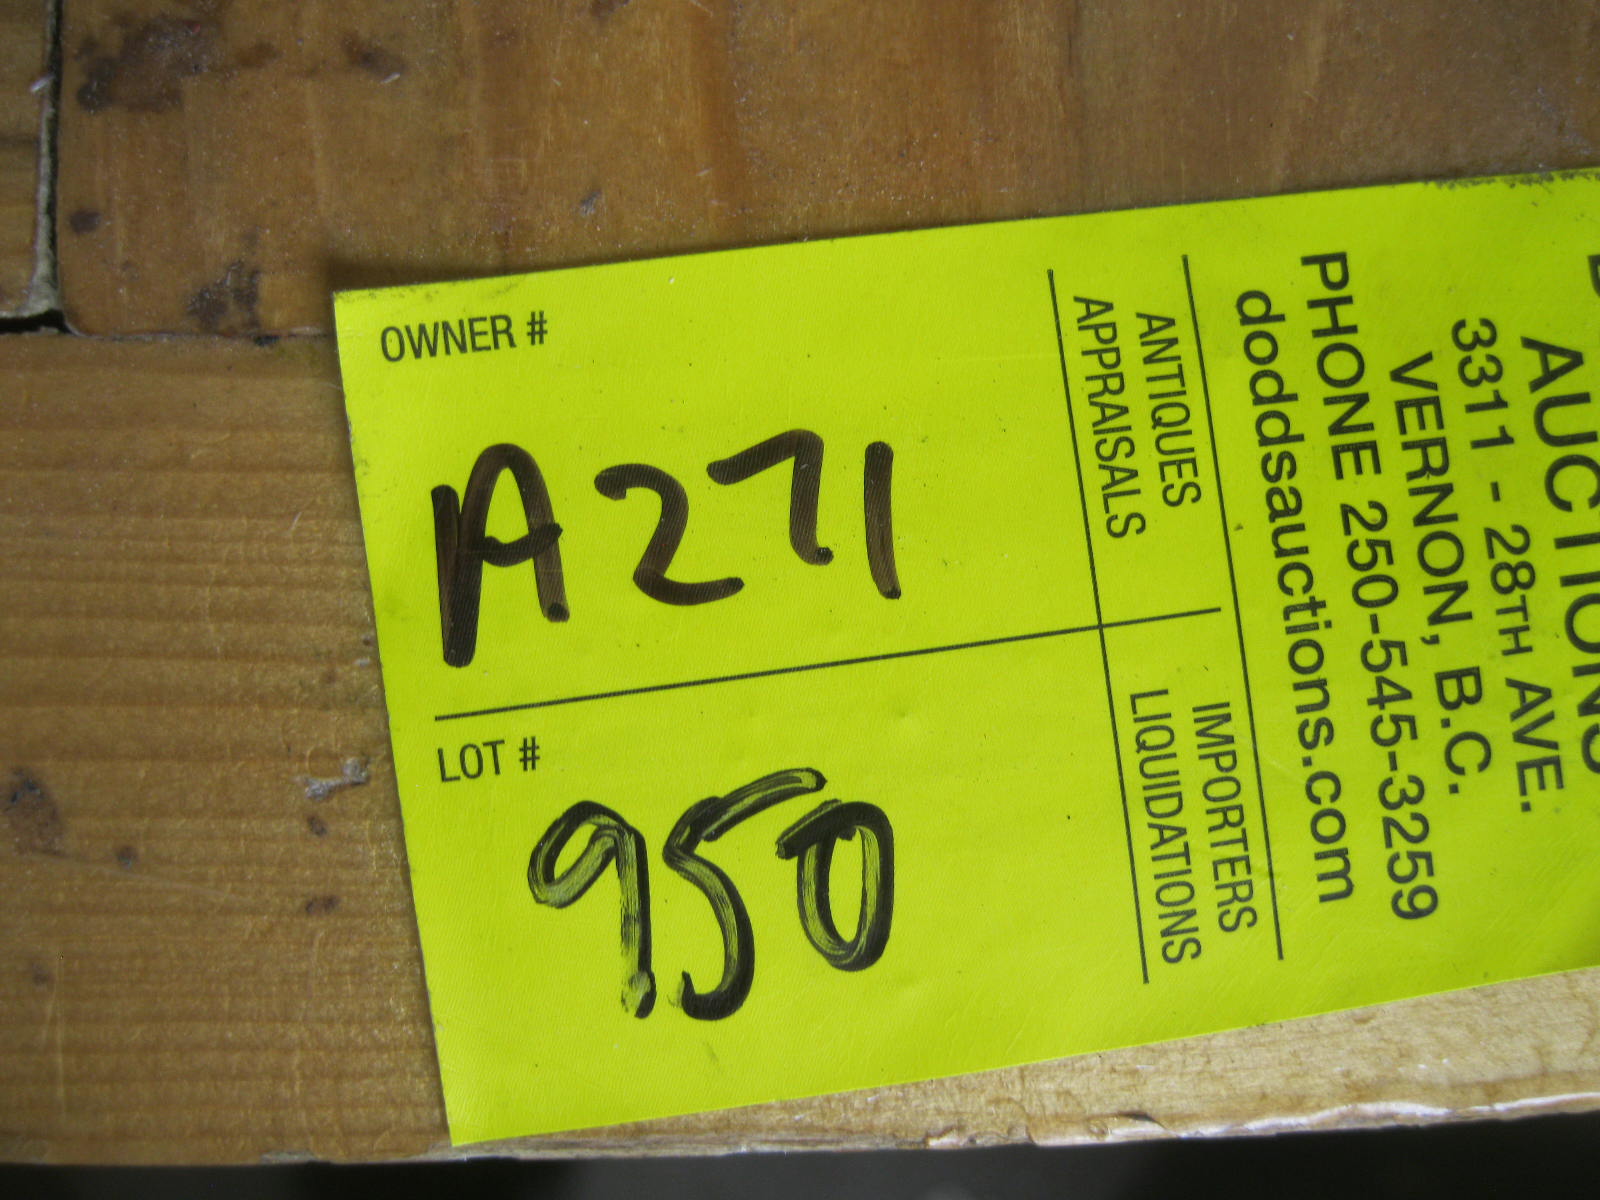 OWNER #
A271
LOT #
950
ANTIQUES
APPRAISALS
IMPORTERS
LIQUIDATIONS
AUCTIONS
3311 - 28TH AVE.
VERNON, B.C.
PHONE 250-545-3259
doddsauctions.com